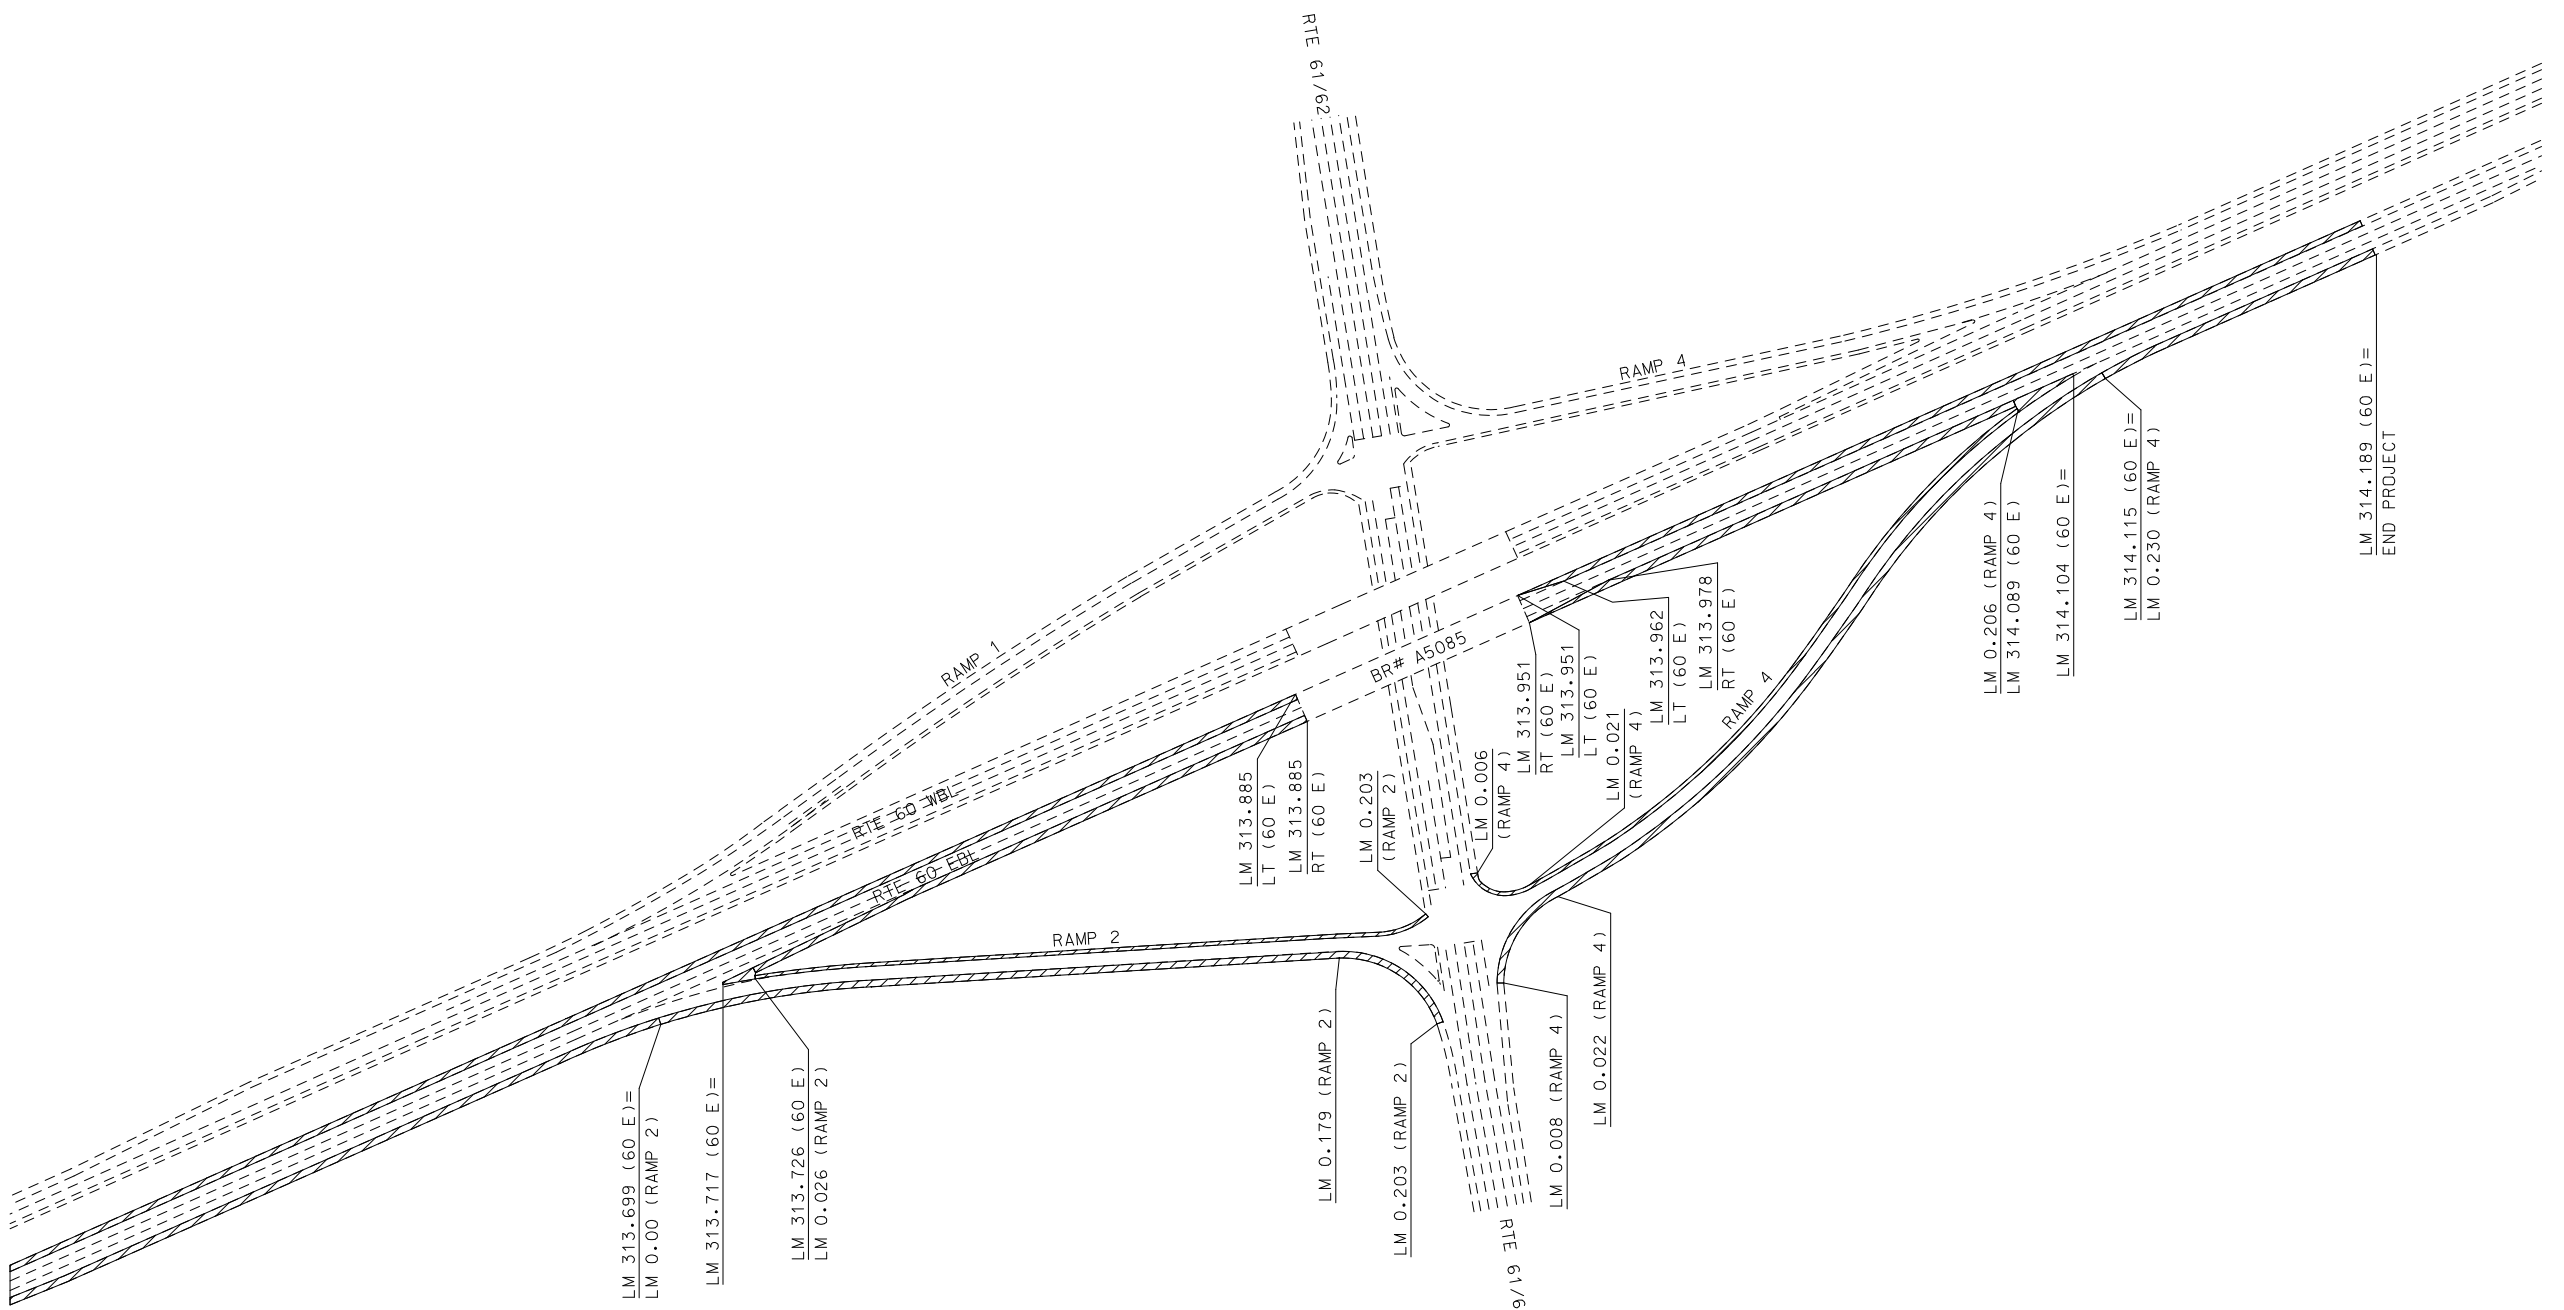 RTE 61/62
RAMP 4
RAMP 1
BR# A5085
RTE 60 WBL
RTE 60 EBL
RAMP 2
RAMP 4
LM 313.699 (60 E)=
LM 0.00 (RAMP 2)
LM 313.717 (60 E)=
LM 313.726 (60 E)
LM 0.026 (RAMP 2)
LM 313.885
LT (60 E)
LM 313.885
RT (60 E)
LM 0.203
(RAMP 2)
LM 0.179 (RAMP 2)
LM 0.203 (RAMP 2)
LM 0.006
(RAMP 4)
LM 313.951
RT (60 E)
LM 313.951
LT (60 E)
LM 0.021
(RAMP 4)
LM 313.962
LT (60 E)
LM 313.978
RT (60 E)
LM 0.008 (RAMP 4)
LM 0.022 (RAMP 4)
LM 0.206 (RAMP 4)
LM 314.089 (60 E)
LM 314.104 (60 E)=
LM 314.115 (60 E)=
LM 0.230 (RAMP 4)
LM 314.189 (60 E)=
END PROJECT
RTE 61/6